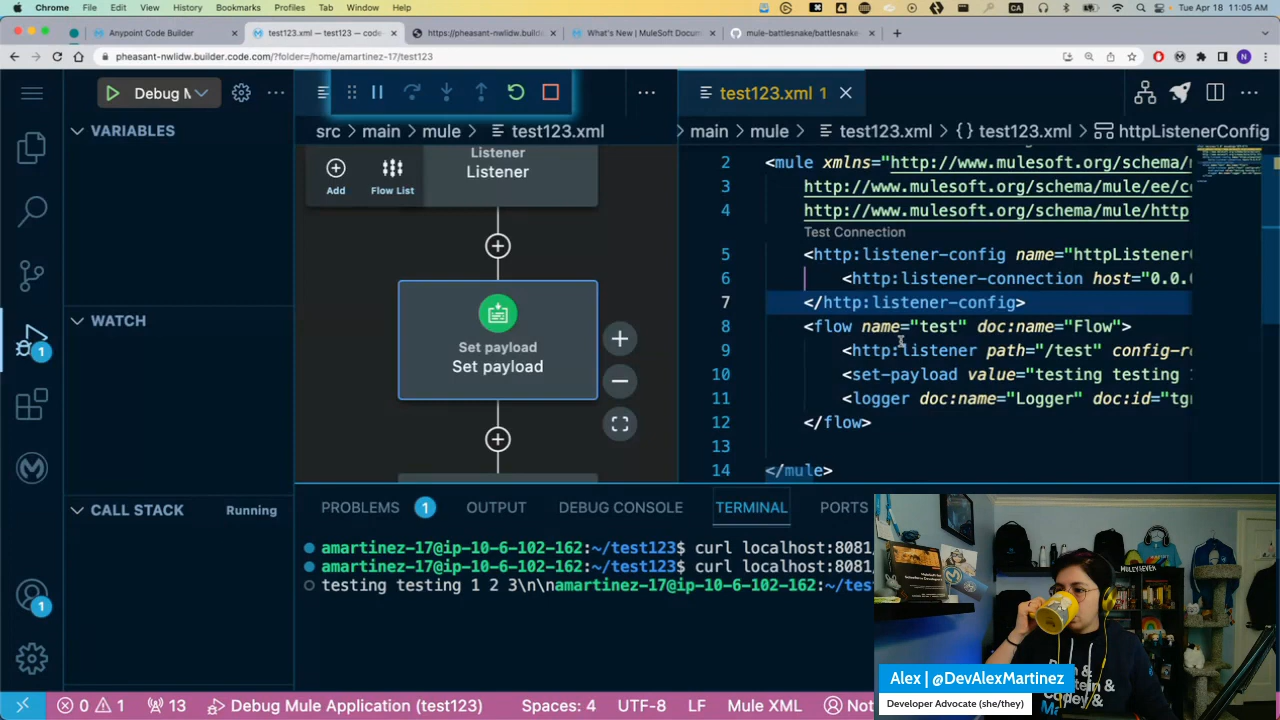 Chrome File Edit View History Bookmarks Profiles Tab Window Help
CA Tue Apr 18 11:05 AM
Anypoint Code Builder
test123.xml — test123 — code-
https://pheasant-nwlidw.build
What's New | MuleSoft Docum
mule-battlesnake/battlesnake
pheasant-nwlidw.builder.code.com/?folder=/home/amartinez-17/test123
N
Debug M
test123.xml 1
src > main > mule > test123.xml
main > mule > test123.xml > test123.xml > httpListenerConfig
VARIABLES
WATCH
CALL STACK Running
Add
Flow List
Listener
Listener
Set payload
Set payload
2 <mule xmlns="http://www.mulesoft.org/schema/
3 http://www.mulesoft.org/schema/mule/ee/co
4 http://www.mulesoft.org/schema/mule/http
Test Connection
5 <http:listener-config name="httpListener
6 <http:listener-connection host="0.0.
7 </http:listener-config>
8 <flow name="test" doc:name="Flow">
9 <http:listener path="/test" config-r
10 <set-payload value="testing testing 1
11 <logger doc:name="Logger" doc:id="tg
12 </flow>
13
14 </mule>
PROBLEMS 1 OUTPUT DEBUG CONSOLE TERMINAL PORTS
amartinez-17@ip-10-6-102-162:~/test123$ curl localhost:8081/
amartinez-17@ip-10-6-102-162:~/test123$ curl localhost:8081/
testing testing 1 2 3\n\namartinez-17@ip-10-6-102-162:~/tes
1
1
MULEY4EVER
Alex | @DevAlexMartinez
Developer Advocate (she/they)
0 1 13 Debug Mule Application (test123) Spaces: 4 UTF-8 LF Mule XML Not